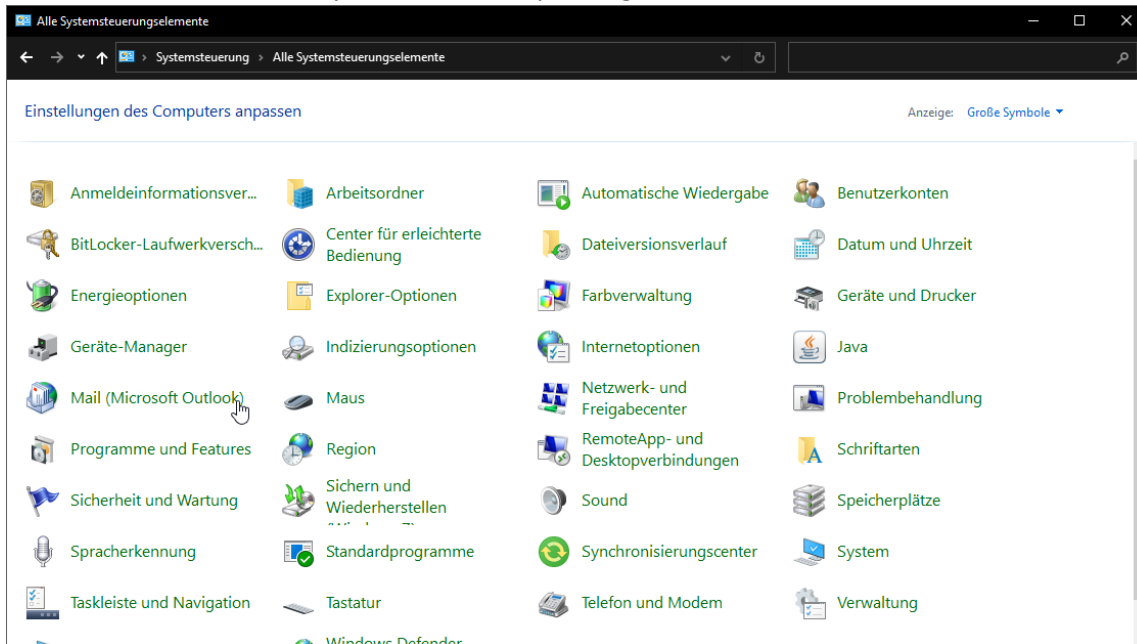 Alle Systemsteuerungselemente
Systemsteuerung > Alle Systemsteuerungselemente
Einstellungen des Computers anpassen
Anzeige: Große Symbole
Anmeldeinformationsver... Arbeitsordner Automatische Wiedergabe Benutzerkonten
BitLocker-Laufwerkversch... Center für erleichterte Bedienung Dateiversionsverlauf Datum und Uhrzeit
Energieoptionen Explorer-Optionen Farbverwaltung Geräte und Drucker
Geräte-Manager Indizierungsoptionen Internetoptionen Java
Mail (Microsoft Outlook) Maus Netzwerk- und Freigabecenter Problembehandlung
Programme und Features Region RemoteApp- und Desktopverbindungen Schriftarten
Sicherheit und Wartung Sichern und Wiederherstellen Sound Speicherplätze
Spracherkennung Standardprogramme Synchronisierungscenter System
Taskleiste und Navigation Tastatur Telefon und Modem Verwaltung
Windows Defender